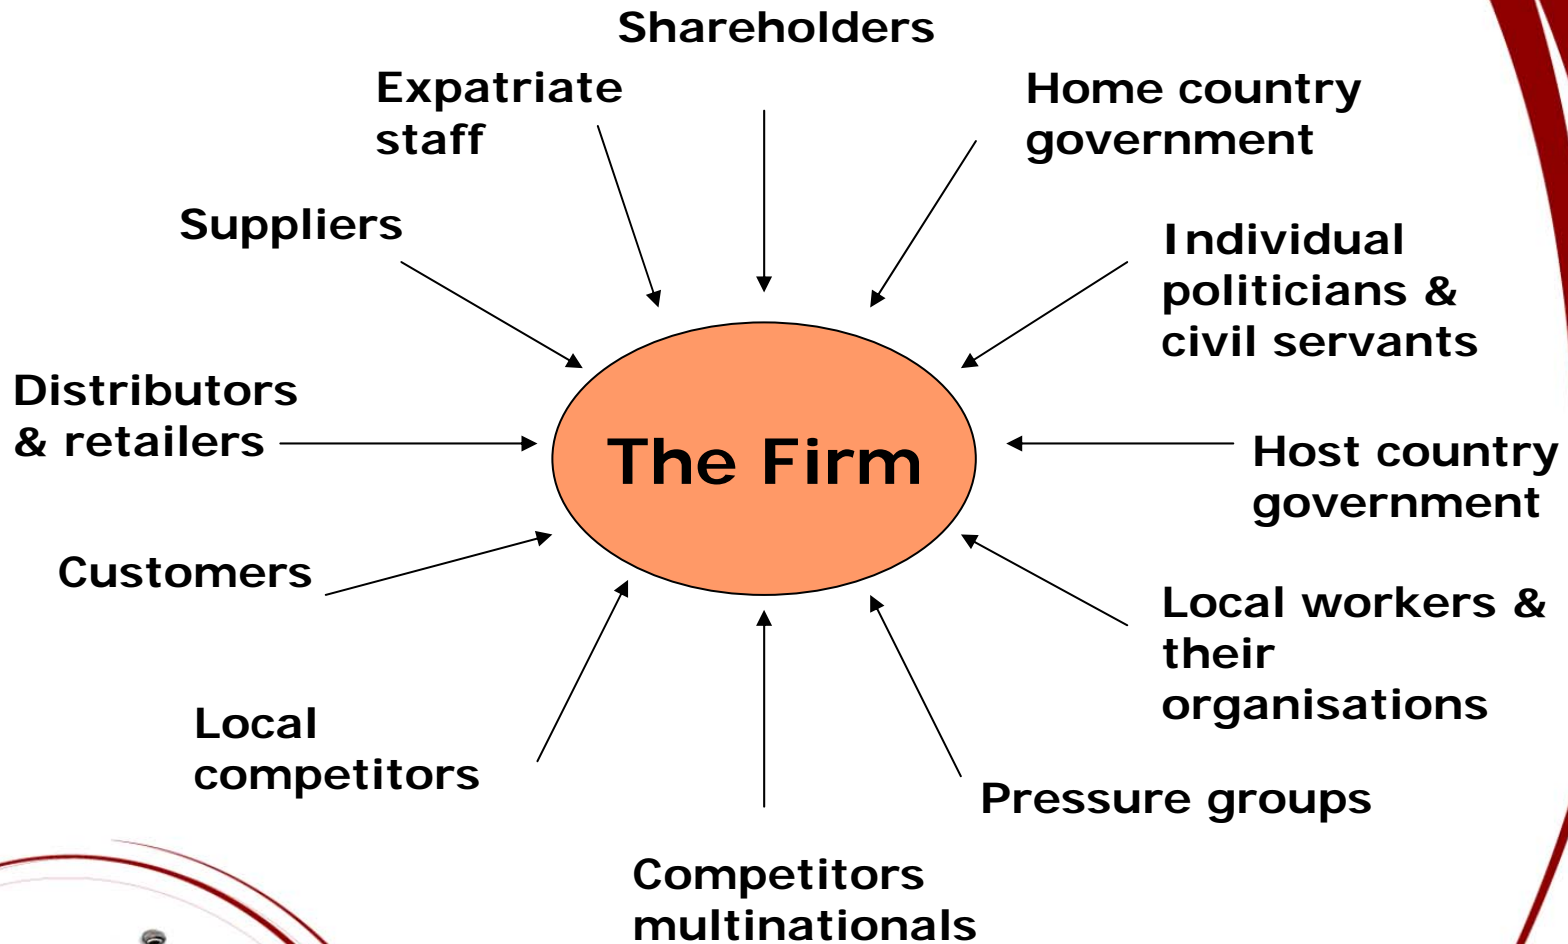 Shareholders
Expatriate
staff
Home country
government
Suppliers
Individual
politicians &
civil servants
Distributors
& retailers
The Firm
Host country
government
Customers
Local workers &
their
organisations
Local
competitors
Pressure groups
Competitors
multinationals